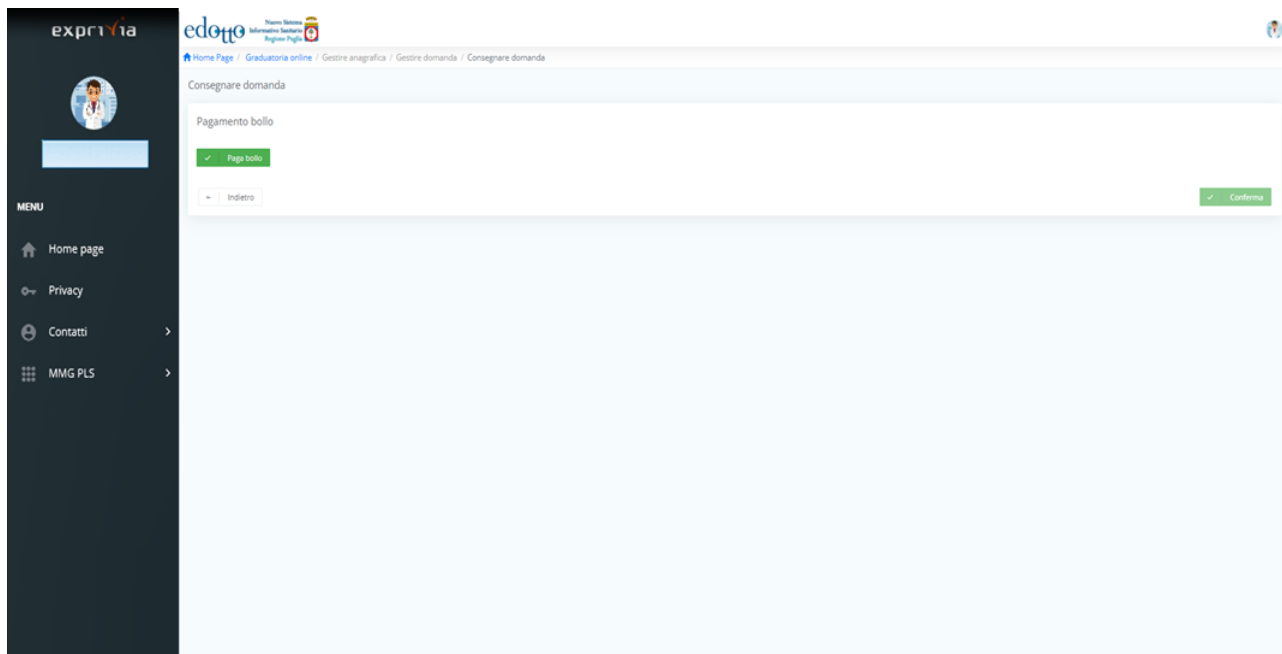 exprivia
edotto Nuovo Sistema
Informativo Sanitario
Regione Puglia
Home Page / Graduatoria online / Gestire anagrafica / Gestire domanda / Consegnare domanda
Consegnare domanda
Pagamento bollo
Paga bollo
Indietro
Conferma
MENU
Home page
Privacy
Contatti
MMG PLS